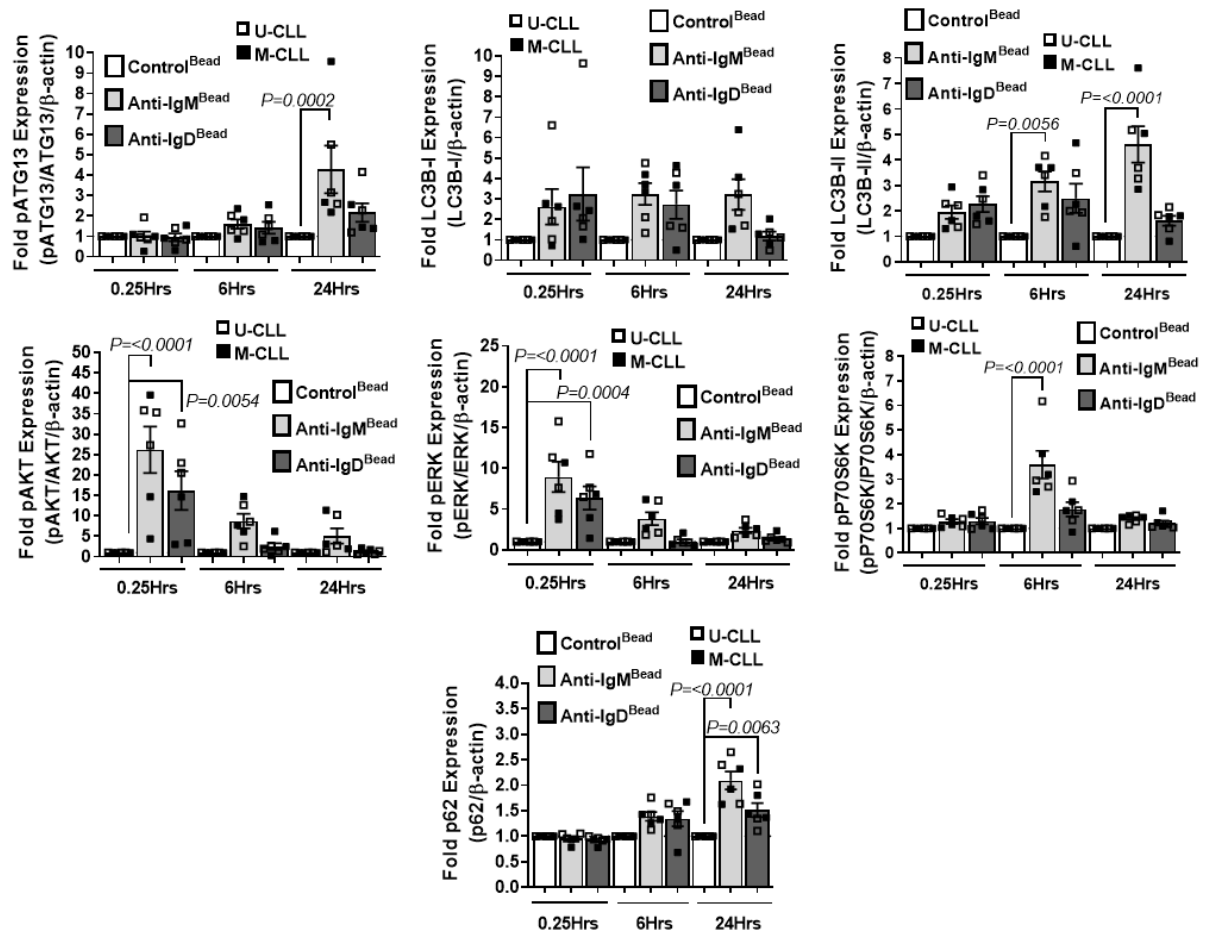 Fold pATG13 Expression
(pATG13/ATG13/β-actin)
10
9
8
7
6
5
4
3
2
1
0
Control^Bead
Anti-IgM^Bead
Anti-IgD^Bead
U-CLL
M-CLL
P=0.0002
0.25Hrs 6Hrs 24Hrs
Fold LC3B-I Expression
(LC3B-I/β-actin)
10
9
8
7
6
5
4
3
2
1
0
U-CLL
M-CLL
Control^Bead
Anti-IgM^Bead
Anti-IgD^Bead
0.25Hrs 6Hrs 24Hrs
Fold LC3B-II Expression
(LC3B-II/β-actin)
8
7
6
5
4
3
2
1
0
Control^Bead
Anti-IgM^Bead
Anti-IgD^Bead
U-CLL
M-CLL
P=<0.0001
P=0.0056
0.25Hrs 6Hrs 24Hrs
Fold pAKT Expression
(pAKT/AKT/β-actin)
50
45
40
35
30
25
20
15
10
5
0
U-CLL
M-CLL
P=<0.0001
P=0.0054
Control^Bead
Anti-IgM^Bead
Anti-IgD^Bead
0.25Hrs 6Hrs 24Hrs
Fold pERK Expression
(pERK/ERK/β-actin)
25
20
15
10
5
0
U-CLL
M-CLL
P=<0.0001
P=0.0004
Control^Bead
Anti-IgM^Bead
Anti-IgD^Bead
0.25Hrs 6Hrs 24Hrs
Fold pP70S6K Expression
(pP70S6K/P70S6K/β-actin)
8
7
6
5
4
3
2
1
0
U-CLL
M-CLL
P=<0.0001
Control^Bead
Anti-IgM^Bead
Anti-IgD^Bead
0.25Hrs 6Hrs 24Hrs
Fold p62 Expression
(p62/β-actin)
4.0
3.5
3.0
2.5
2.0
1.5
1.0
0.5
0.0
Control^Bead
Anti-IgM^Bead
Anti-IgD^Bead
U-CLL
M-CLL
P=<0.0001
P=0.0063
0.25Hrs 6Hrs 24Hrs